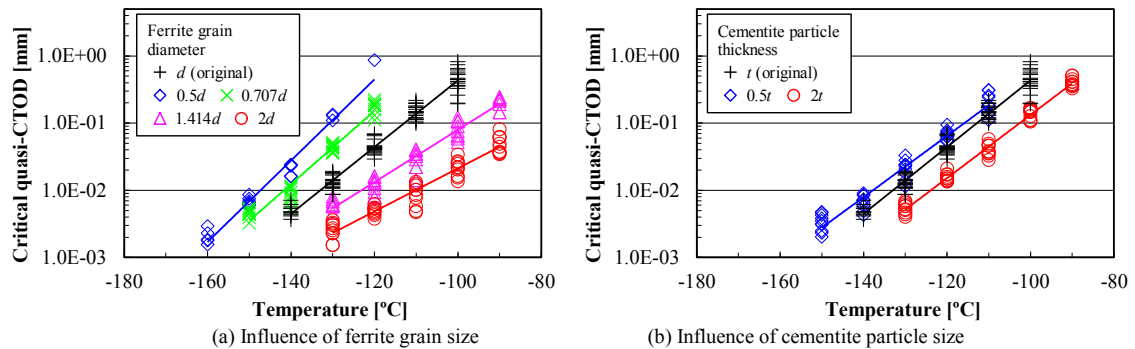 Critical quasi-CTOD [mm]
1.0E+00
1.0E-01
1.0E-02
1.0E-03
Ferrite grain
diameter
d (original)
0.5d 0.707d
1.414d 2d
-180 -160 -140 -120 -100 -80
Temperature [ºC]
(a) Influence of ferrite grain size
Critical quasi-CTOD [mm]
1.0E+00
1.0E-01
1.0E-02
1.0E-03
Cementite particle
thickness
t (original)
0.5t 2t
-180 -160 -140 -120 -100 -80
Temperature [ºC]
(b) Influence of cementite particle size